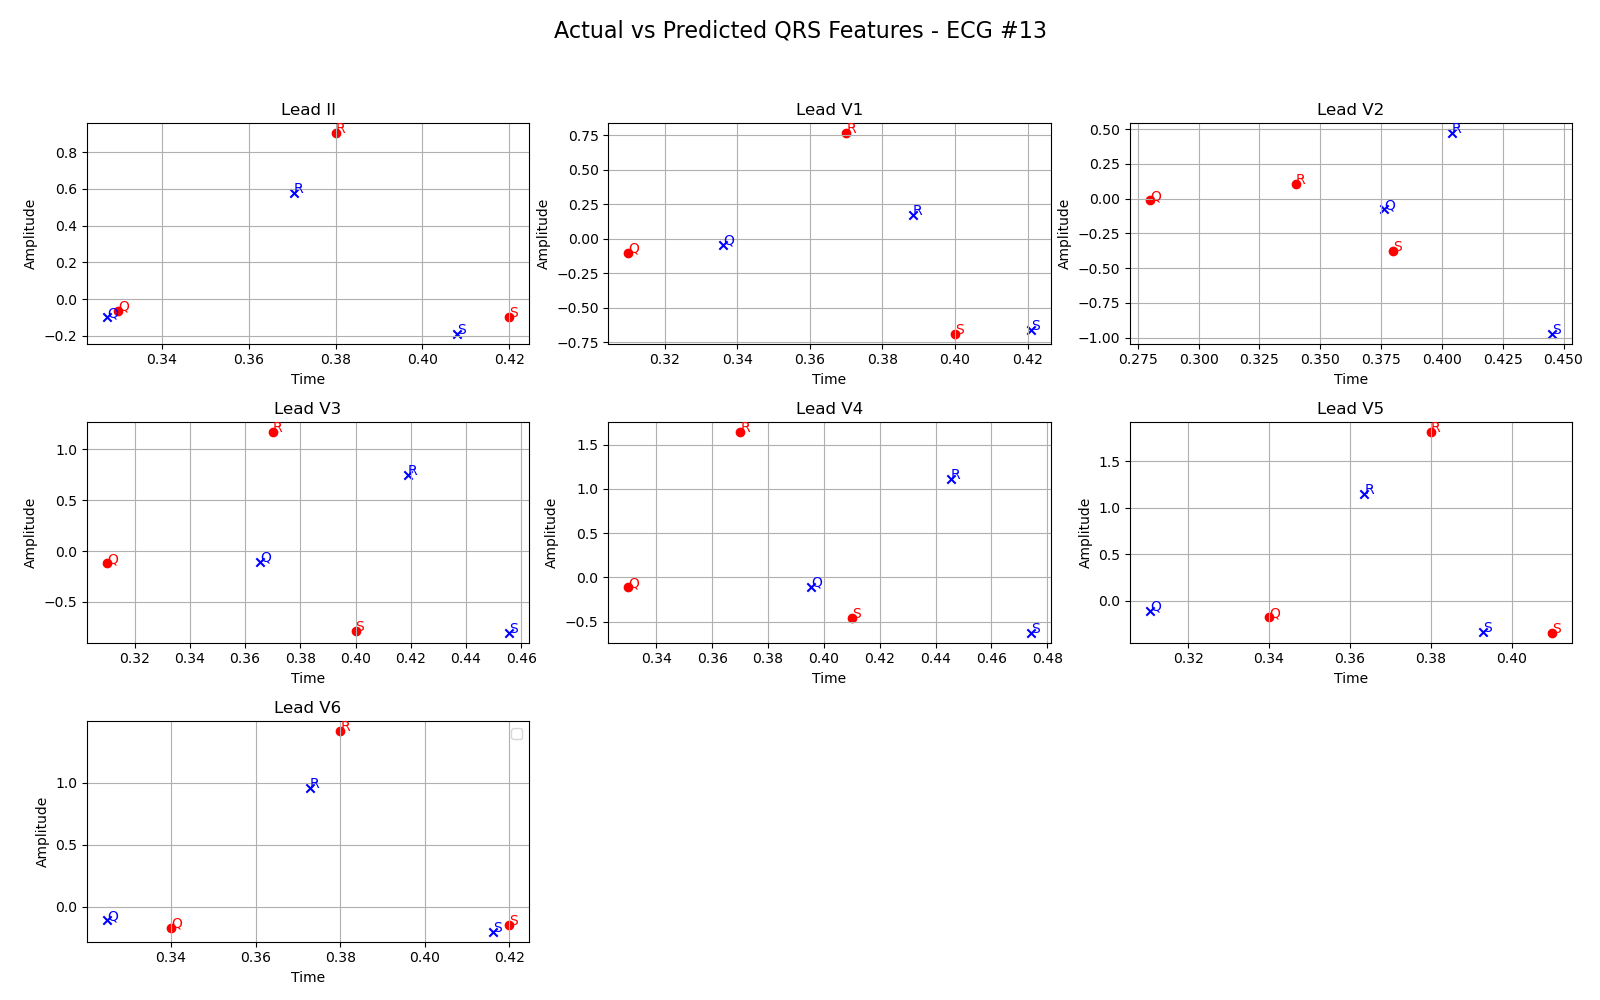 Actual vs Predicted QRS Features - ECG #13
Lead II
Amplitude
0.8
0.6
0.4
0.2
0.0
−0.2
R
R
Q
Q
S
S
0.34 0.36 0.38 0.40 0.42
Time
Lead V1
Amplitude
0.75
0.50
0.25
0.00
−0.25
−0.50
−0.75
R
R
Q
Q
S
S
0.32 0.34 0.36 0.38 0.40 0.42
Time
Lead V2
Amplitude
0.50
0.25
0.00
−0.25
−0.50
−0.75
−1.00
R
R
Q
Q
S
S
0.275 0.300 0.325 0.350 0.375 0.400 0.425 0.450
Time
Lead V3
Amplitude
1.0
0.5
0.0
−0.5
R
R
Q
Q
S
S
0.32 0.34 0.36 0.38 0.40 0.42 0.44 0.46
Time
Lead V4
Amplitude
1.5
1.0
0.5
0.0
−0.5
R
R
Q
Q
S
S
0.34 0.36 0.38 0.40 0.42 0.44 0.46 0.48
Time
Lead V5
Amplitude
1.5
1.0
0.5
0.0
R
R
Q
Q
S
S
0.32 0.34 0.36 0.38 0.40
Time
Lead V6
Amplitude
1.0
0.5
0.0
R
R
Q
Q
S
S
0.34 0.36 0.38 0.40 0.42
Time